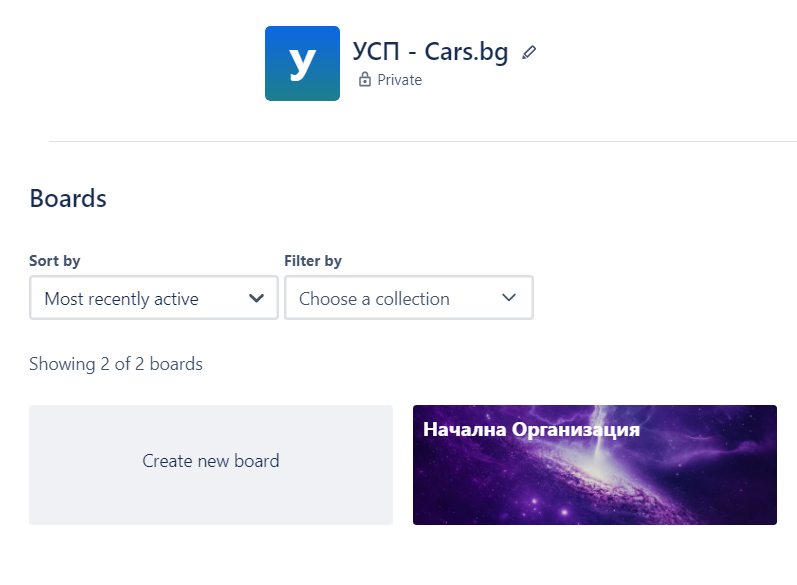 У
УСП - Cars.bg
Private
Boards
Sort by
Filter by
Most recently active
Choose a collection
Showing 2 of 2 boards
Create new board
Начална Организация